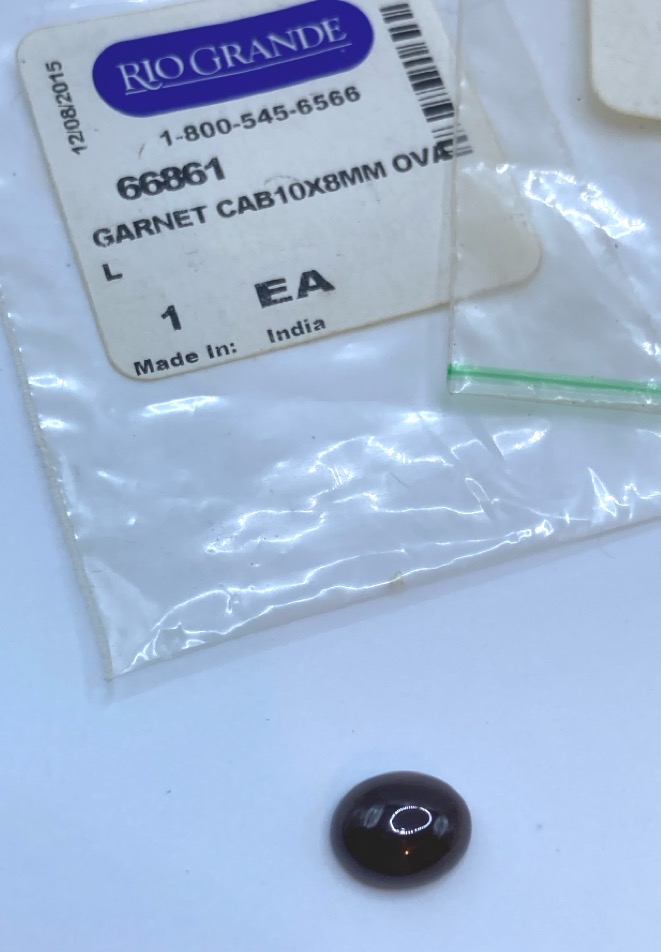 RIO GRANDE
12/08/2015
1-800-545-6566
66861
GARNET CAB10X8MM OVA
L
1 EA
Made In: India